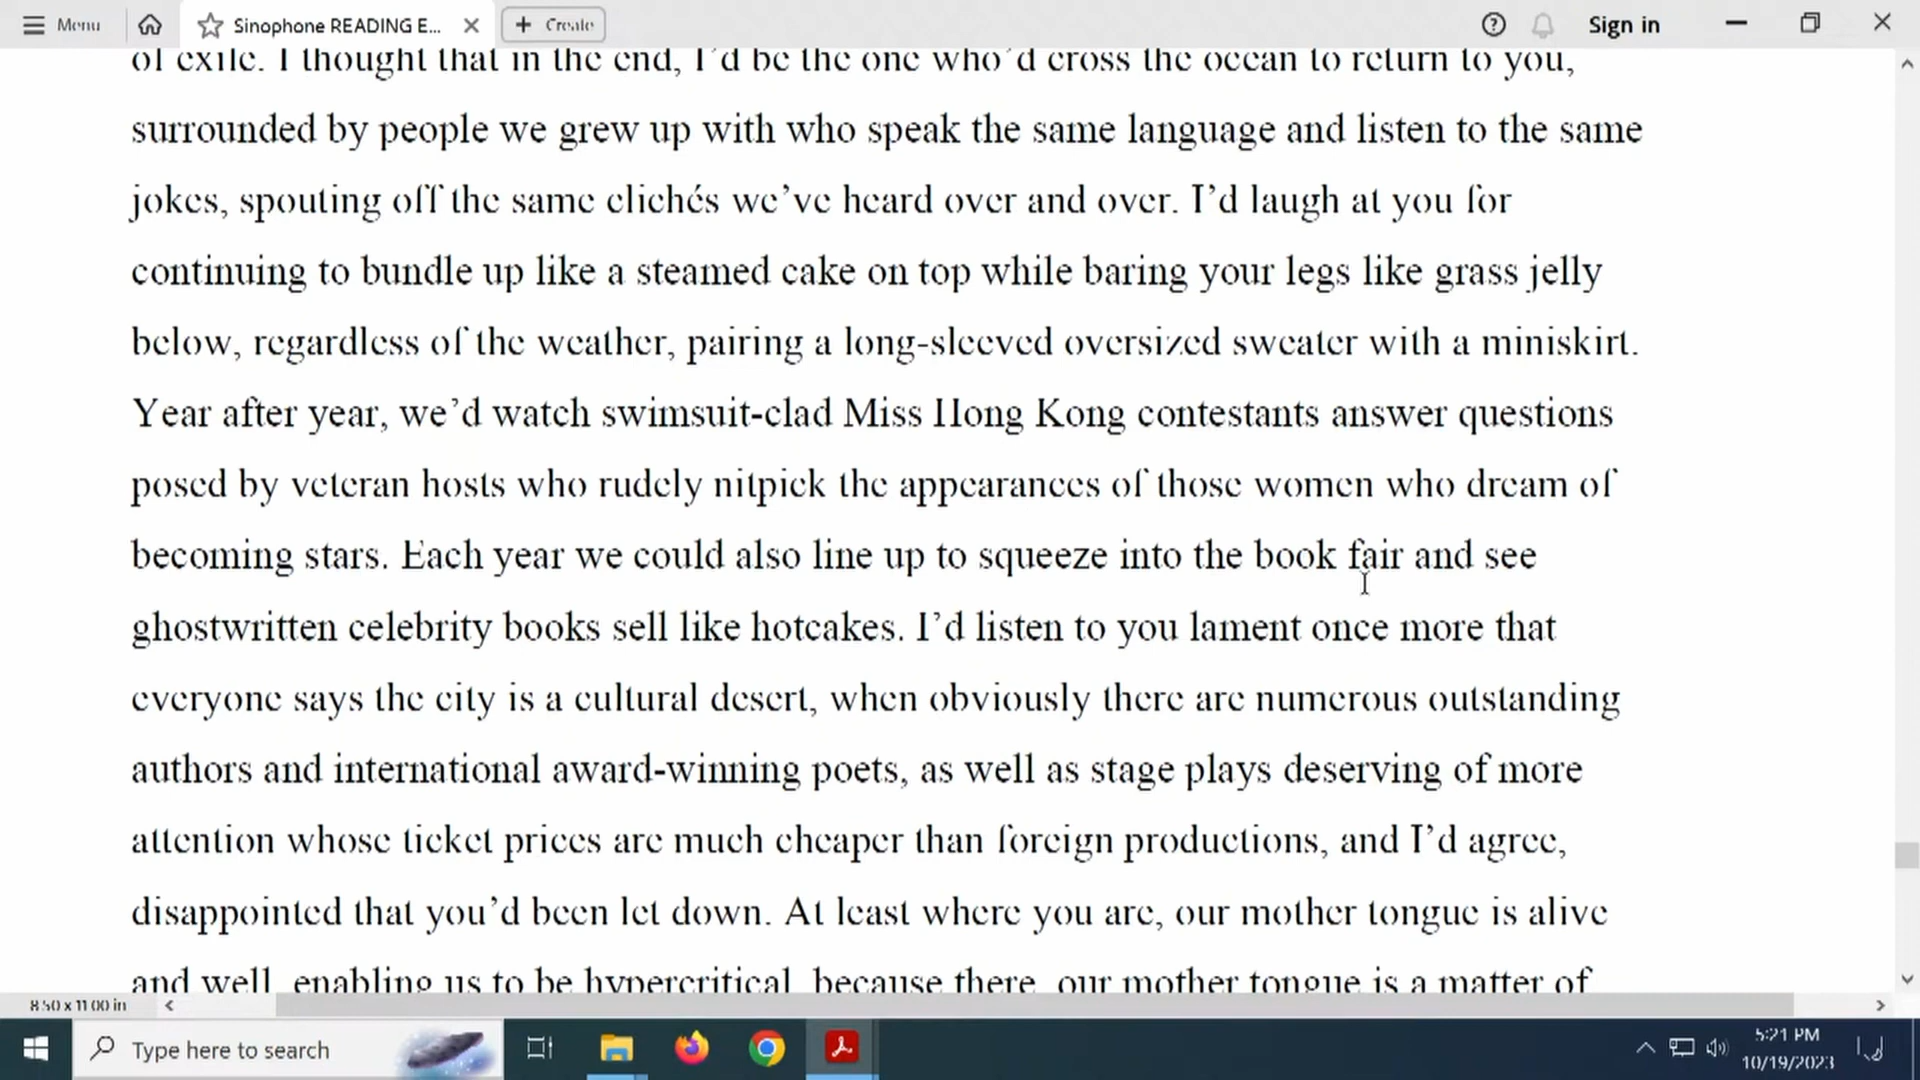 Menu
Sinophone READING E...
Create
Sign in
of exile. I thought that in the end, I'd be the one who'd cross the ocean to return to you,
surrounded by people we grew up with who speak the same language and listen to the same
jokes, spouting off the same clichés we've heard over and over. I'd laugh at you for
continuing to bundle up like a steamed cake on top while baring your legs like grass jelly
below, regardless of the weather, pairing a long-sleeved oversized sweater with a miniskirt.
Year after year, we'd watch swimsuit-clad Miss Hong Kong contestants answer questions
posed by veteran hosts who rudely nitpick the appearances of those women who dream of
becoming stars. Each year we could also line up to squeeze into the book fair and see
ghostwritten celebrity books sell like hotcakes. I'd listen to you lament once more that
everyone says the city is a cultural desert, when obviously there are numerous outstanding
authors and international award-winning poets, as well as stage plays deserving of more
attention whose ticket prices are much cheaper than foreign productions, and I'd agree,
disappointed that you'd been let down. At least where you are, our mother tongue is alive
and well, enabling us to be hypercritical, because there, our mother tongue is a matter of
8.50 x 11.00 in
Type here to search
5:21 PM
10/19/2023